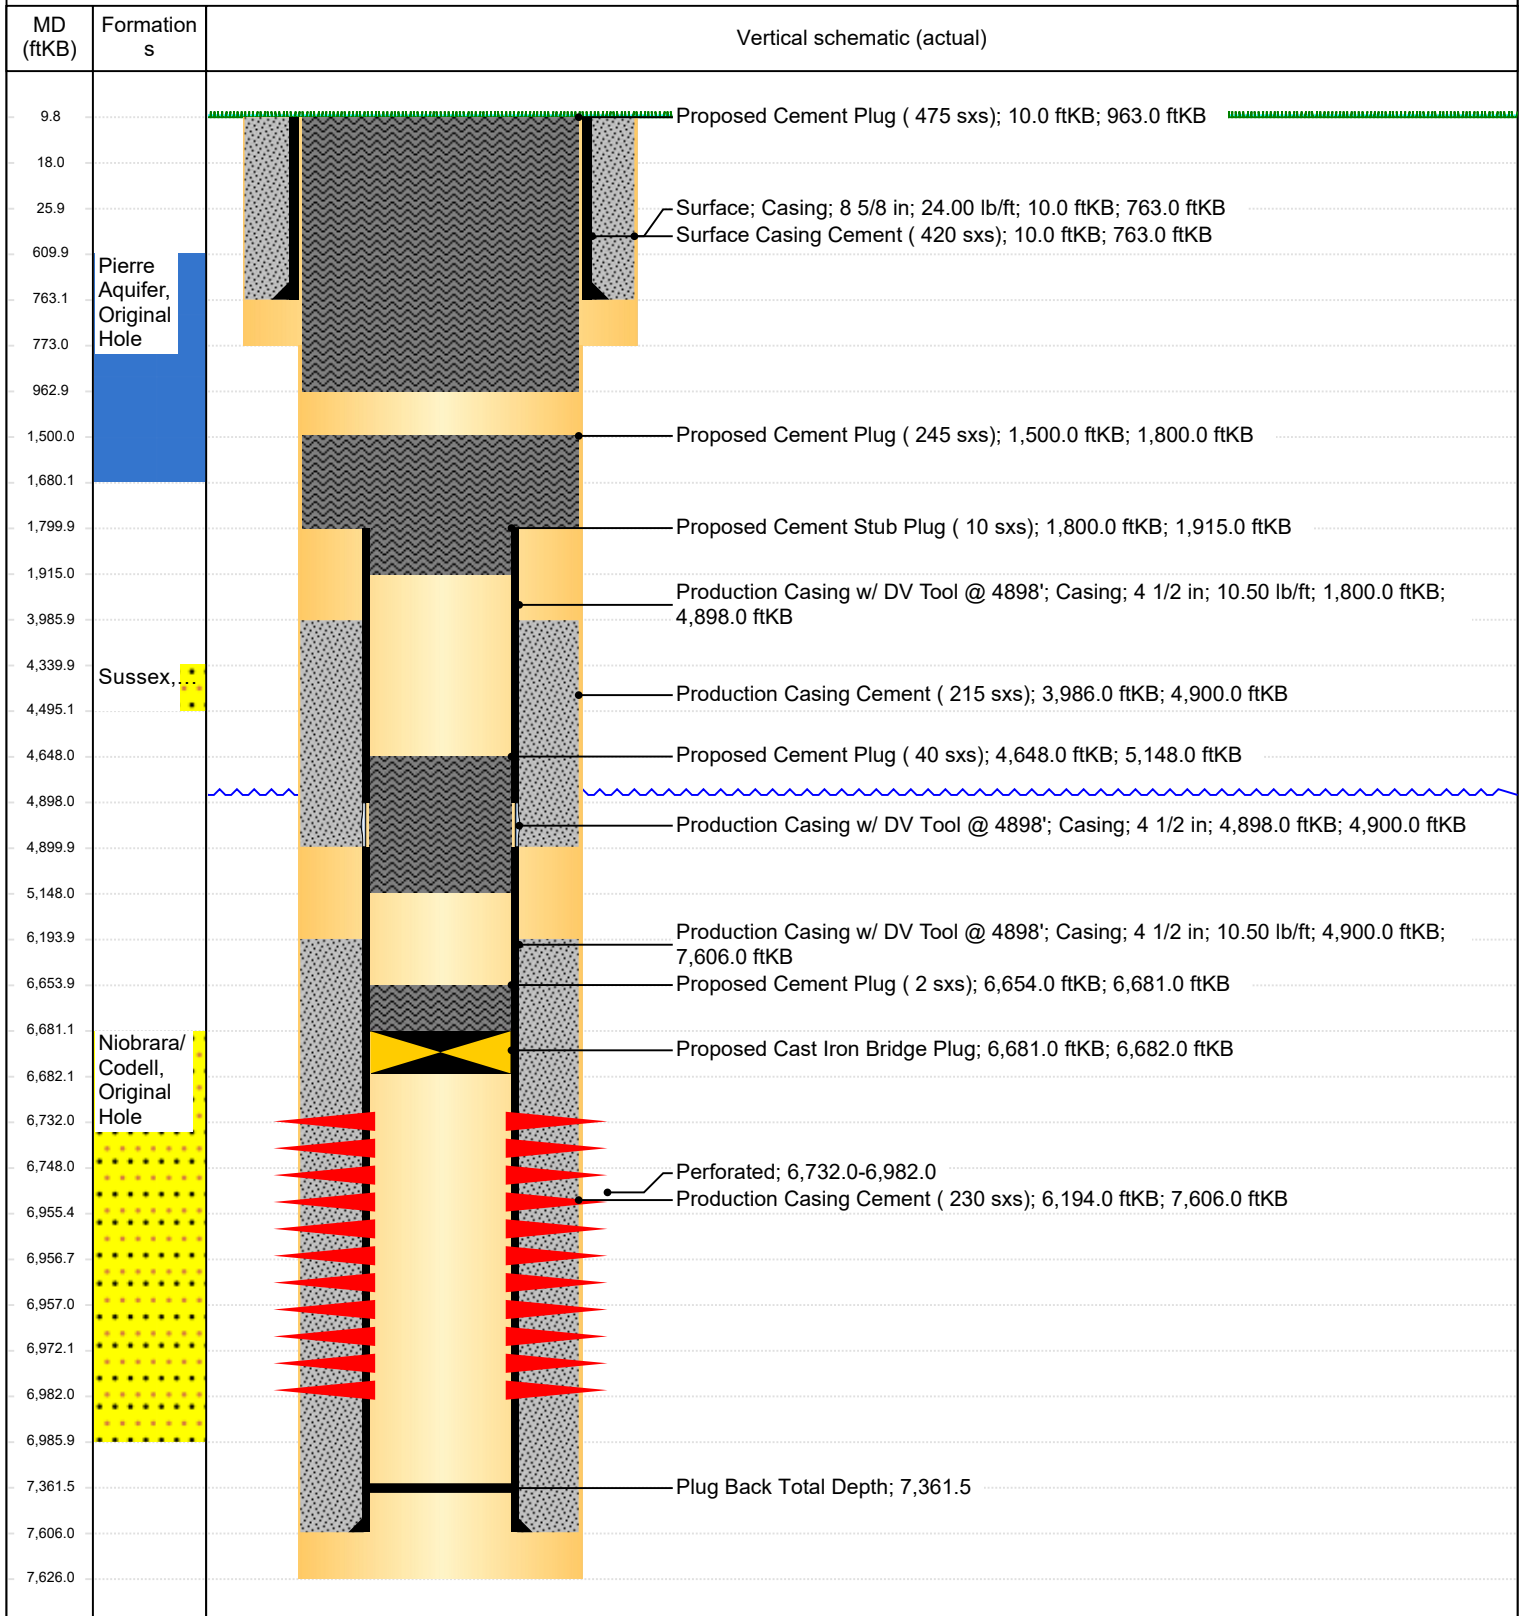 MD
(ftKB)
Formation
s
Vertical schematic (actual)
9.8
Proposed Cement Plug ( 475 sxs); 10.0 ftKB; 963.0 ftKB
18.0
25.9
Surface; Casing; 8 5/8 in; 24.00 lb/ft; 10.0 ftKB; 763.0 ftKB
Surface Casing Cement ( 420 sxs); 10.0 ftKB; 763.0 ftKB
609.9
Pierre
Aquifer,
Original
Hole
763.1
773.0
962.9
1,500.0
Proposed Cement Plug ( 245 sxs); 1,500.0 ftKB; 1,800.0 ftKB
1,680.1
1,799.9
Proposed Cement Stub Plug ( 10 sxs); 1,800.0 ftKB; 1,915.0 ftKB
1,915.0
Production Casing w/ DV Tool @ 4898'; Casing; 4 1/2 in; 10.50 lb/ft; 1,800.0 ftKB;
4,898.0 ftKB
3,985.9
4,339.9
Sussex,...
Production Casing Cement ( 215 sxs); 3,986.0 ftKB; 4,900.0 ftKB
4,495.1
4,648.0
Proposed Cement Plug ( 40 sxs); 4,648.0 ftKB; 5,148.0 ftKB
4,898.0
Production Casing w/ DV Tool @ 4898'; Casing; 4 1/2 in; 4,898.0 ftKB; 4,900.0 ftKB
4,899.9
5,148.0
6,193.9
Production Casing w/ DV Tool @ 4898'; Casing; 4 1/2 in; 10.50 lb/ft; 4,900.0 ftKB;
7,606.0 ftKB
6,653.9
Proposed Cement Plug ( 2 sxs); 6,654.0 ftKB; 6,681.0 ftKB
6,681.1
Niobrara/
Codell,
Original
Hole
Proposed Cast Iron Bridge Plug; 6,681.0 ftKB; 6,682.0 ftKB
6,682.1
6,732.0
6,748.0
Perforated; 6,732.0-6,982.0
Production Casing Cement ( 230 sxs); 6,194.0 ftKB; 7,606.0 ftKB
6,955.4
6,956.7
6,957.0
6,972.1
6,982.0
6,985.9
7,361.5
Plug Back Total Depth; 7,361.5
7,606.0
7,626.0